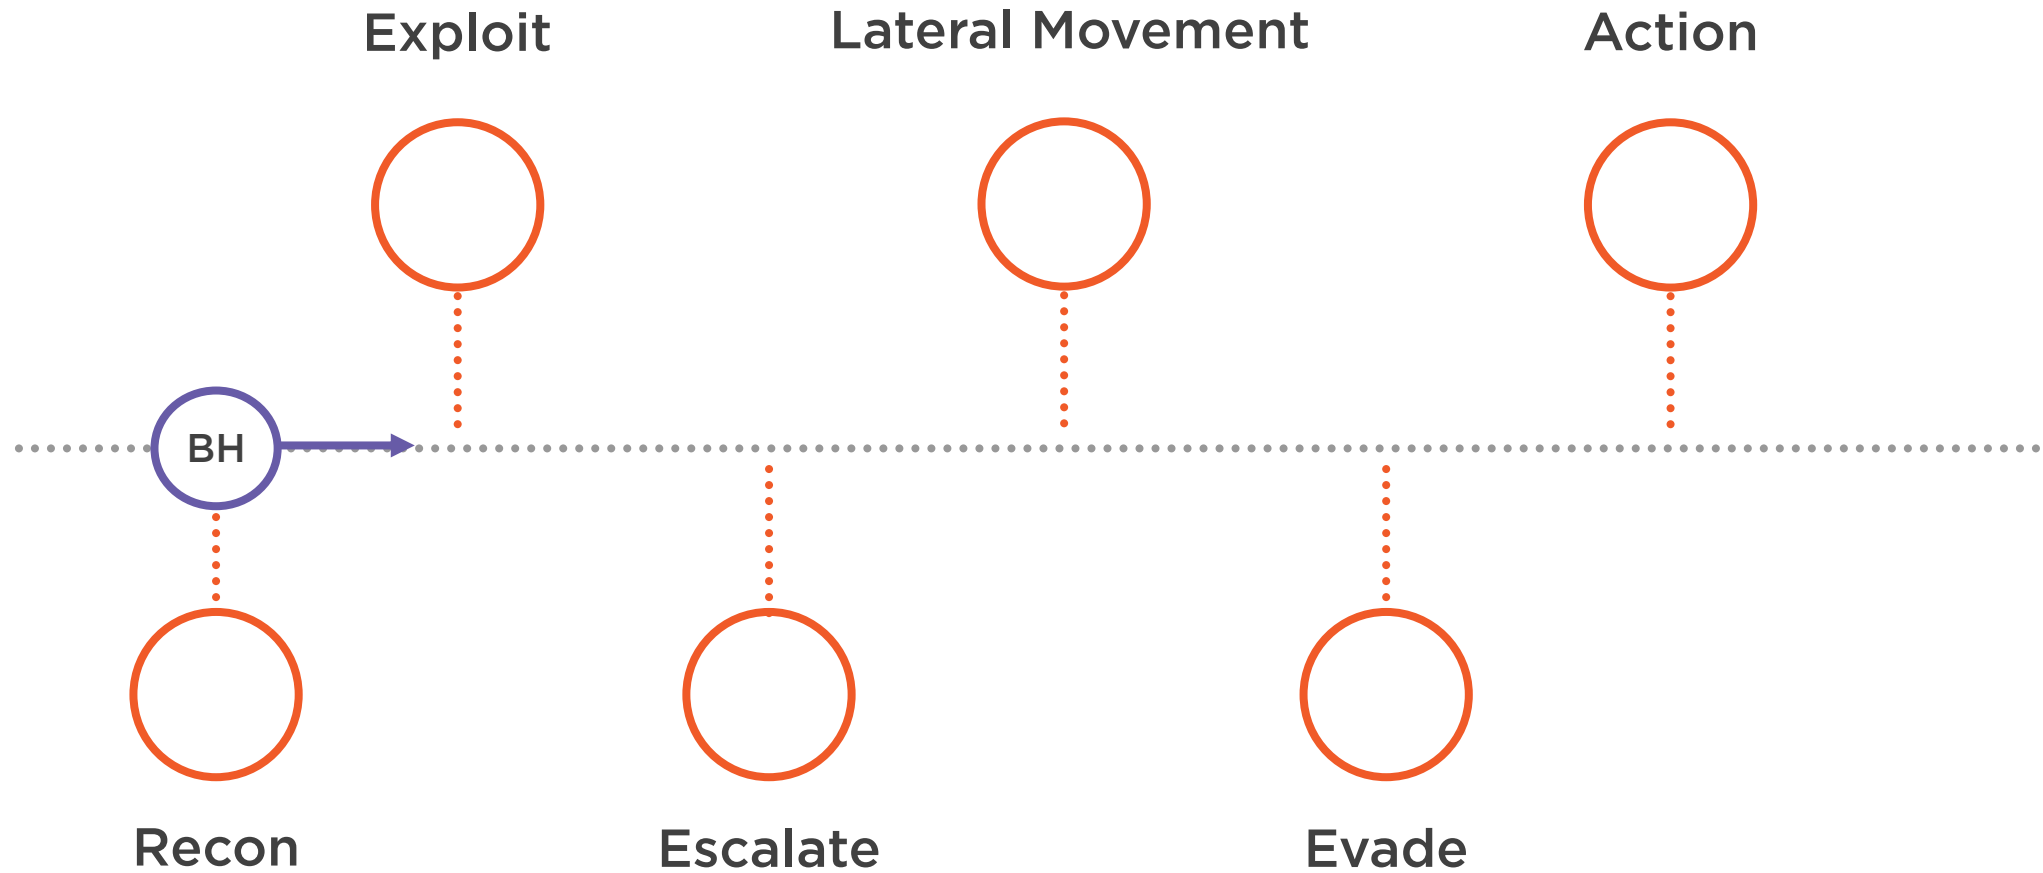 Exploit
Lateral Movement
Action
BH
Recon
Escalate
Evade